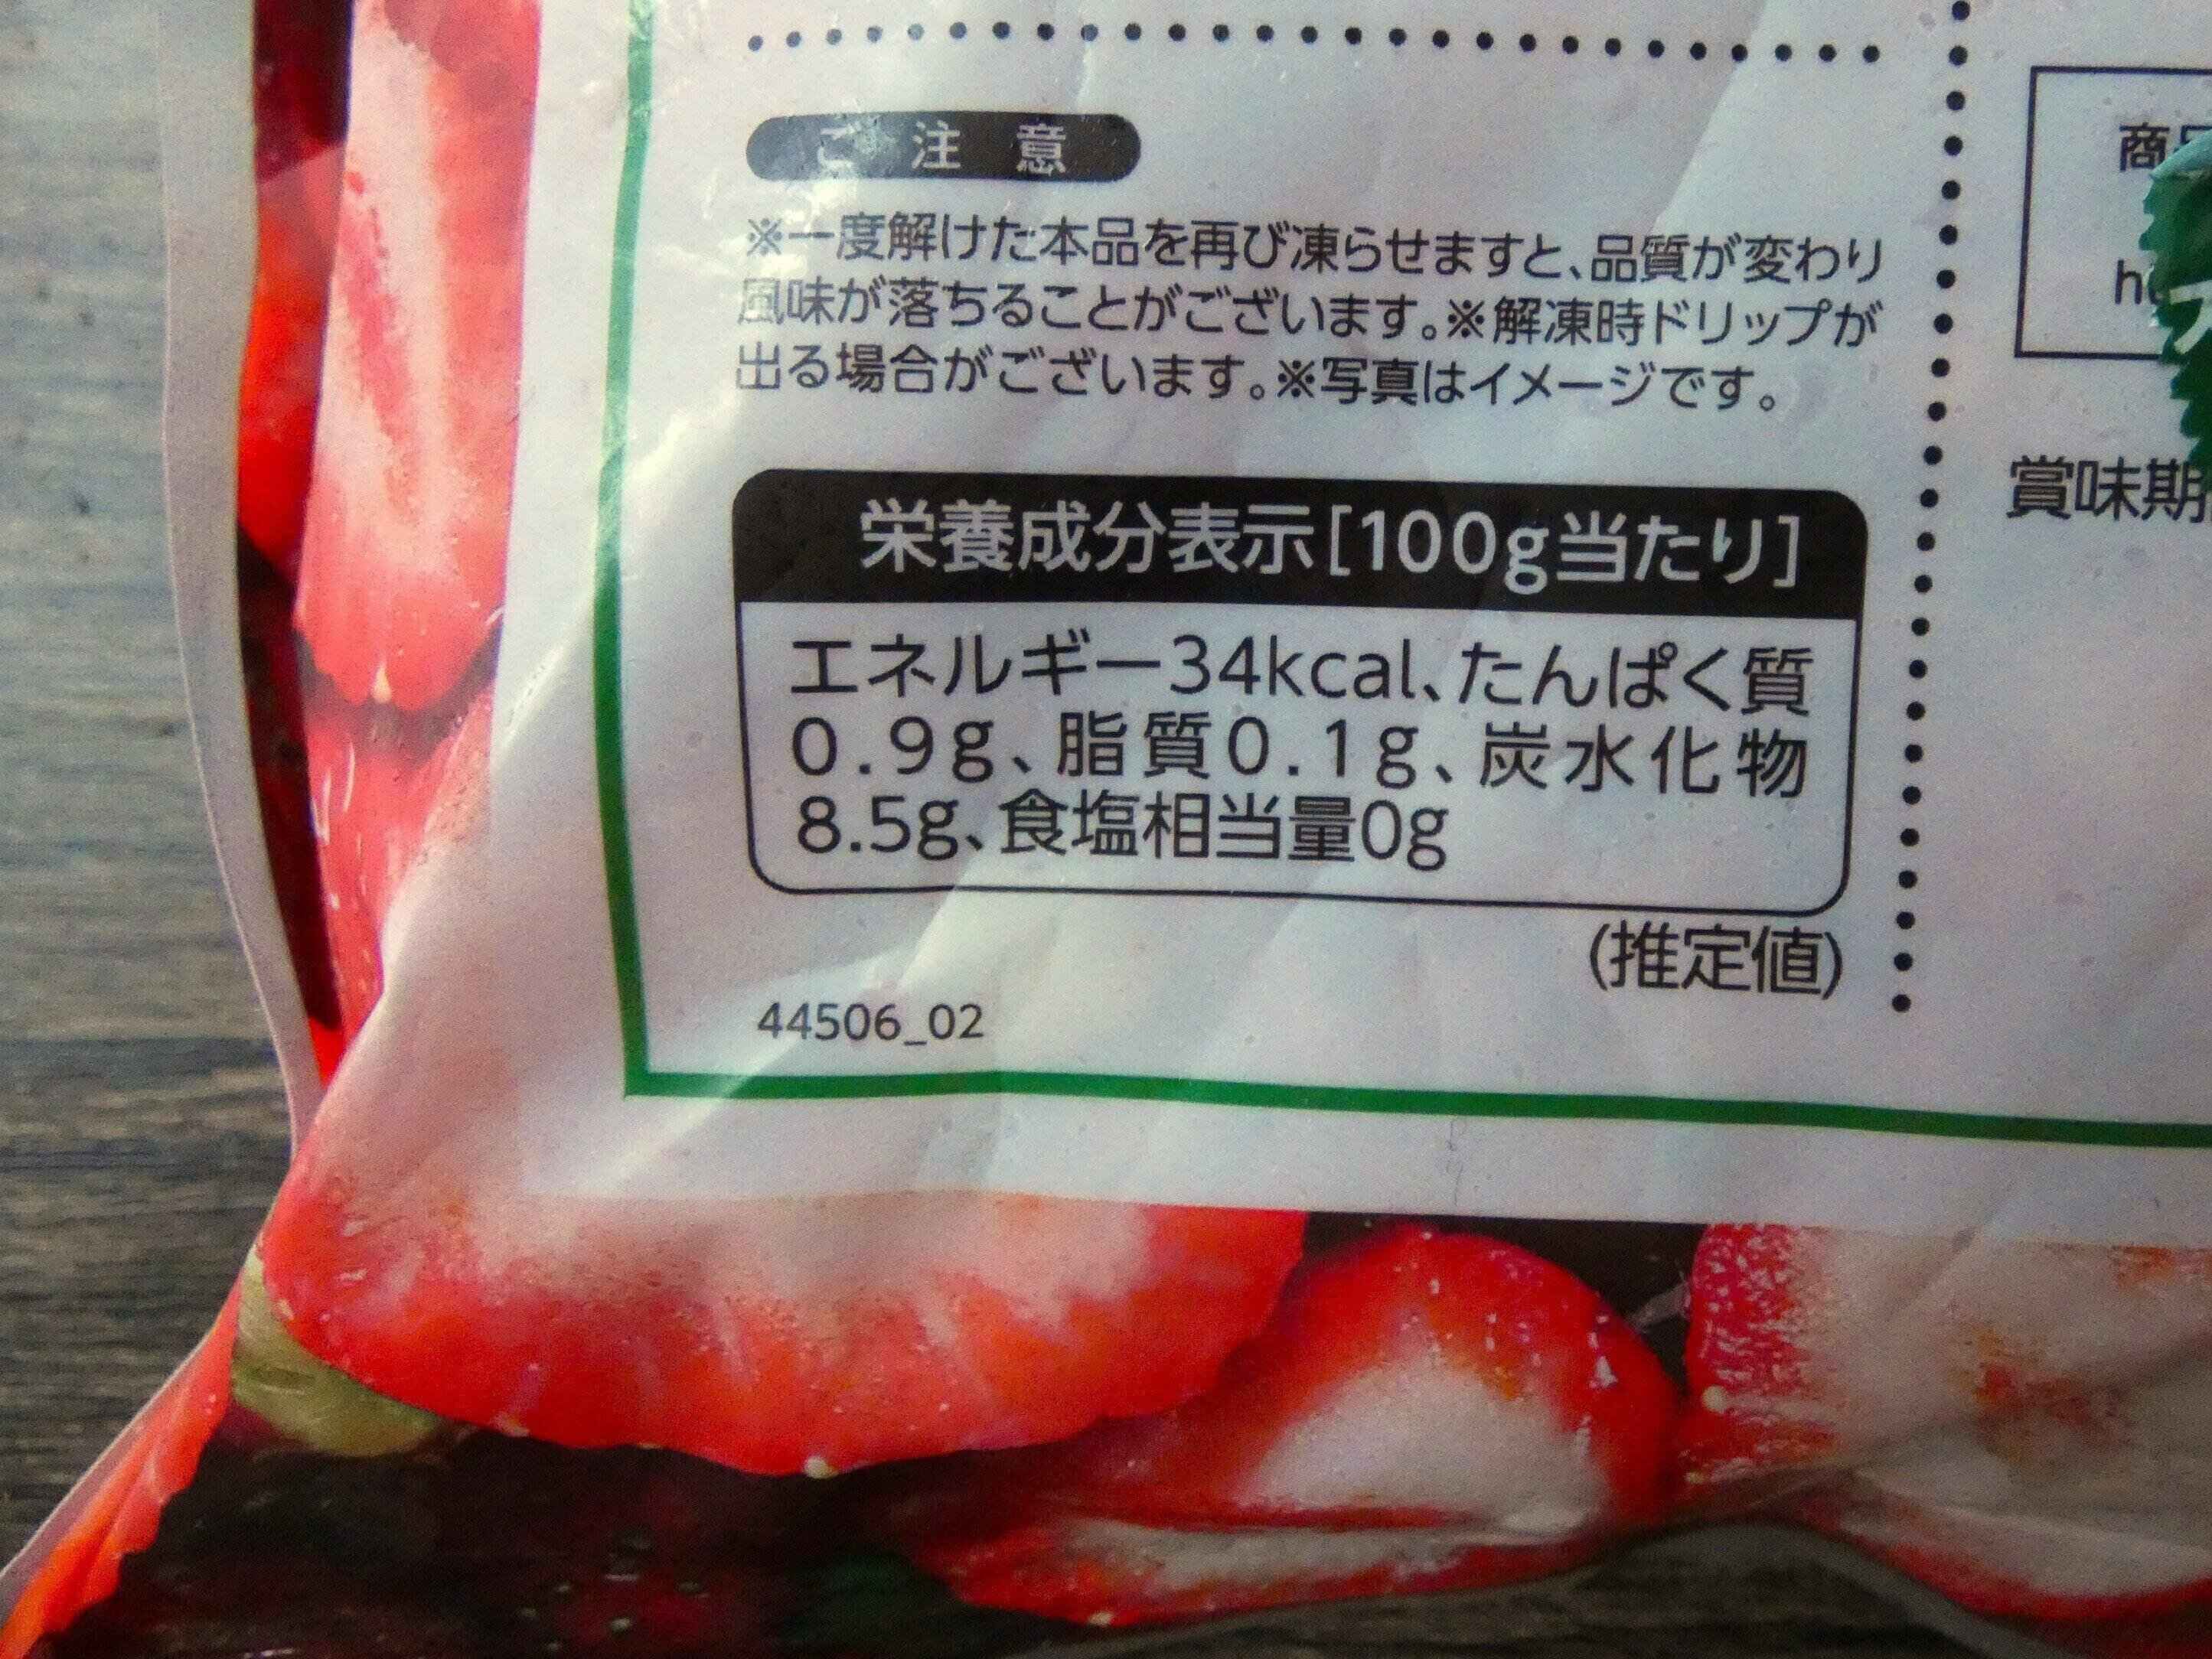 ご注意
※一度解けた本品を再び凍らせますと、品質が変わり
風味が落ちることがございます。※解凍時ドリップが
出る場合がございます。※写真はイメージです。
栄養成分表示[100g当たり]
エネルギー34kcal、たんぱく質
0.9g、脂質0.1g、炭水化物
8.5g、食塩相当量0g
(推定値)
44506_02
商
賞味期